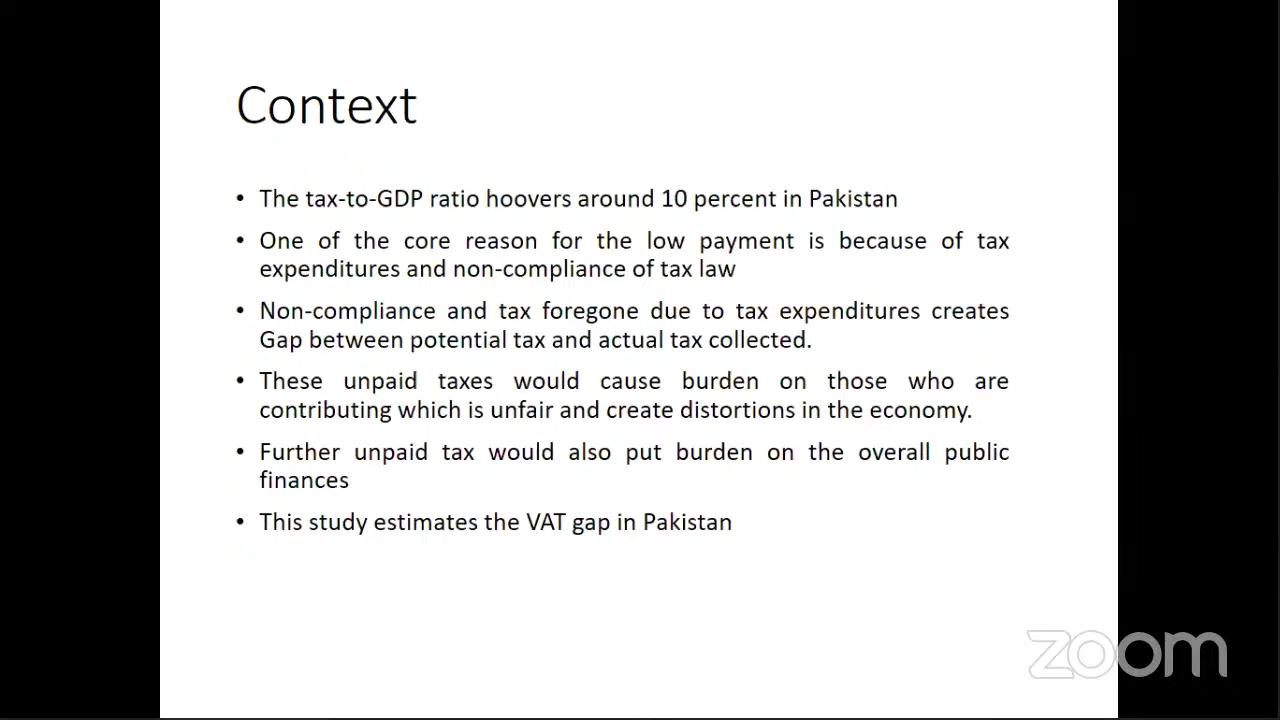 Context
• The tax-to-GDP ratio hoovers around 10 percent in Pakistan
• One of the core reason for the low payment is because of tax
expenditures and non-compliance of tax law
• Non-compliance and tax foregone due to tax expenditures creates
Gap between potential tax and actual tax collected.
• These unpaid taxes would cause burden on those who are
contributing which is unfair and create distortions in the economy.
• Further unpaid tax would also put burden on the overall public
finances
• This study estimates the VAT gap in Pakistan
zoom